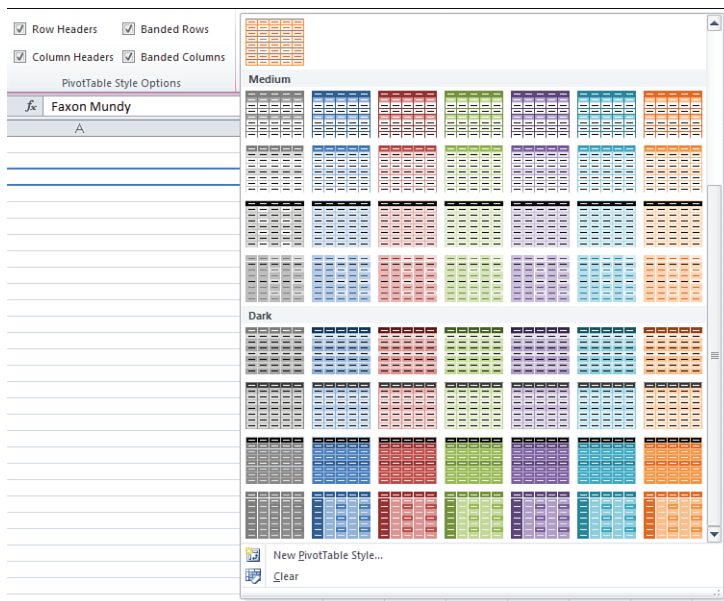 Row Headers Banded Rows
Column Headers Banded Columns
PivotTable Style Options
fx Faxon Mundy
A
Medium
Dark
New PivotTable Style...
Clear